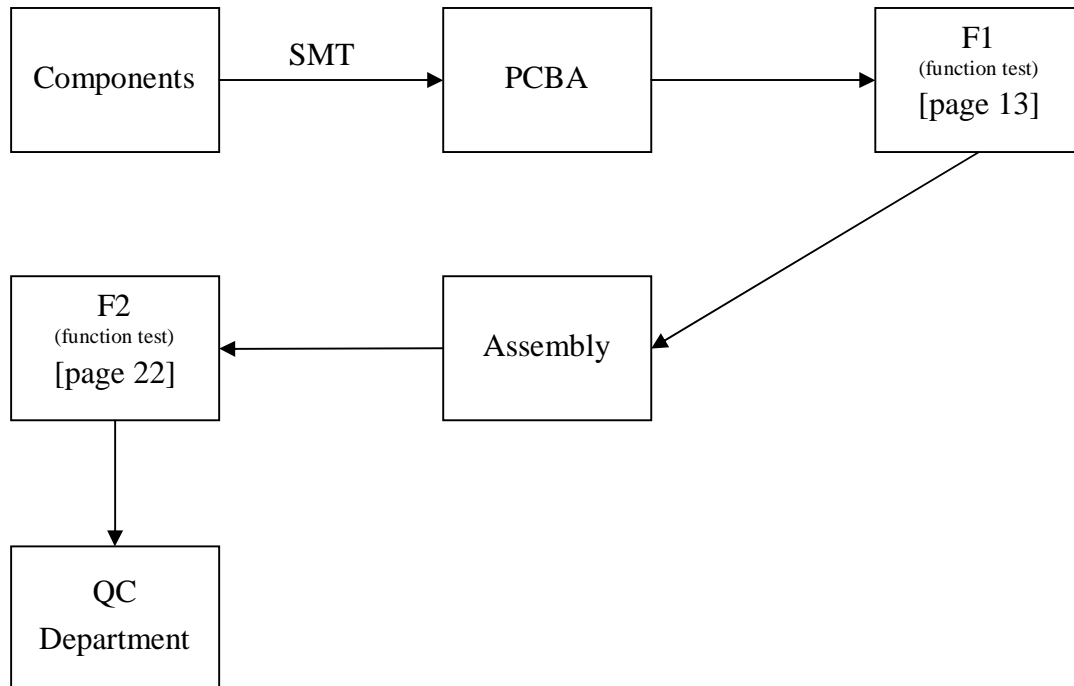 Components
SMT
PCBA
F1
(function test)
[page 13]
F2
(function test)
[page 22]
Assembly
QC
Department